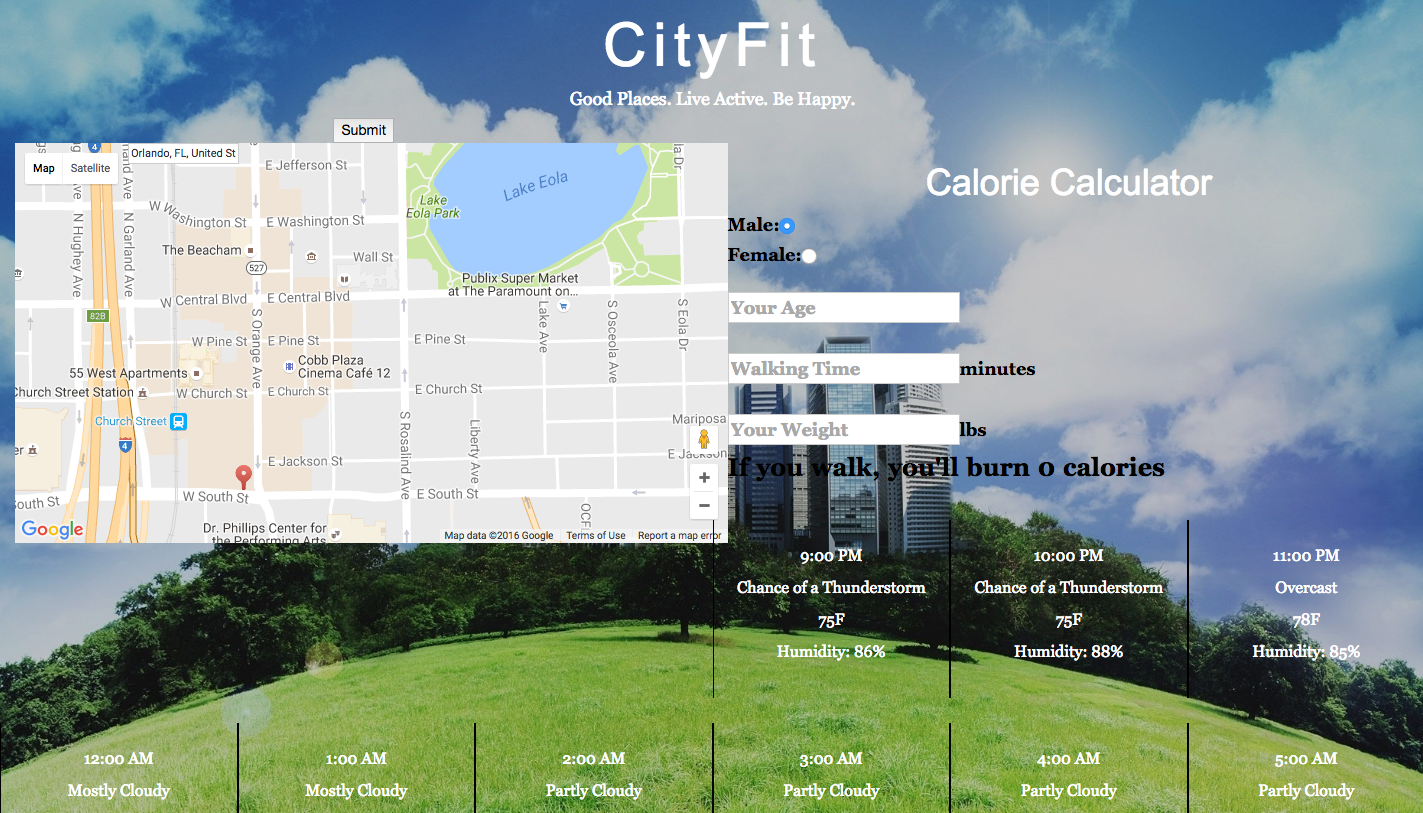 CityFit
Good Places. Live Active. Be Happy.
Submit
Map
Satellite
Orlando, FL, United St
4
E Jefferson St
la Dr
Lake Eola
Lake
Eola Park
W Washington St
E Washington St
N Hughey Ave
N Garland Ave
The Beacham
527
Wall St
Publix Super Market
at The Paramount on...
W Central Blvd
E Central Blvd
82B
S Orange Ave
Lake Ave
S Osceola Ave
S Eola Dr
W Pine St
E Pine St
E Pine St
Cobb Plaza
Cinema Café 12
55 West Apartments
Church Street Station
W Church St
E Church St
E Church St
Church Street
4
S Rosalind Ave
Liberty Ave
Mariposa
E Jackson St
E Jackson
W South St
E South St
South St
Dr. Phillips Center for
the Performing Arts
Google
Map data ©2016 Google
Terms of Use
Report a map error
Calorie Calculator
Male:
Female:
Your Age
Walking Time
minutes
Your Weight
lbs
If you walk, you'll burn 0 calories
9:00 PM
Chance of a Thunderstorm
75F
Humidity: 86%
10:00 PM
Chance of a Thunderstorm
75F
Humidity: 88%
11:00 PM
Overcast
78F
Humidity: 85%
12:00 AM
Mostly Cloudy
1:00 AM
Mostly Cloudy
2:00 AM
Partly Cloudy
3:00 AM
Partly Cloudy
4:00 AM
Partly Cloudy
5:00 AM
Partly Cloudy